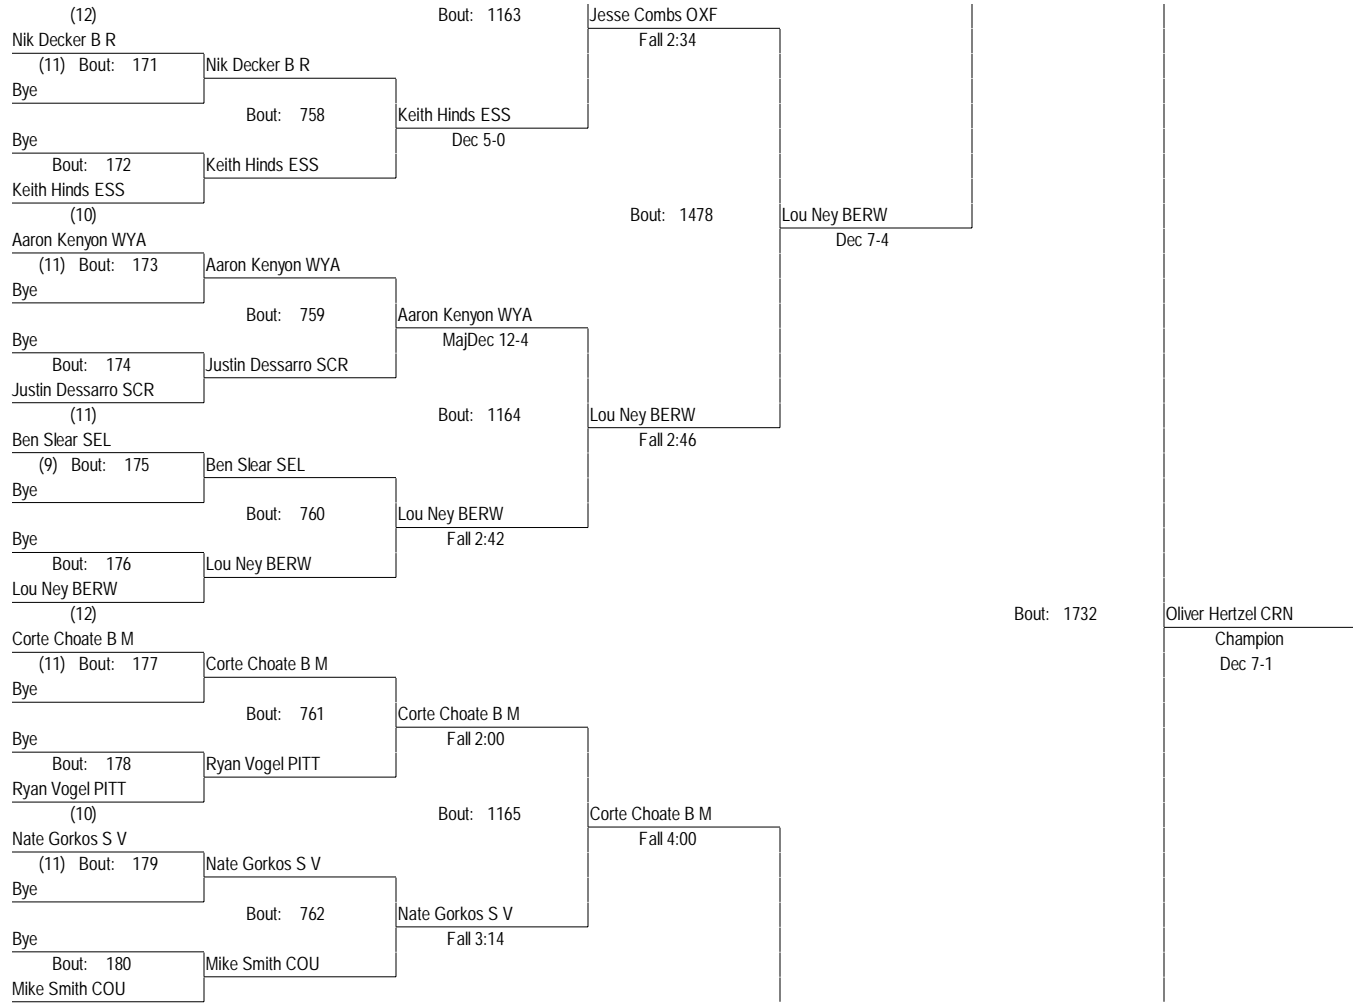 (12) Bout: 1163 Jesse Combs OXF
Nik Decker B R Fall 2:34
(11) Bout: 171 Nik Decker B R
Bye
Bout: 758 Keith Hinds ESS
Bye Dec 5-0
Bout: 172 Keith Hinds ESS
Keith Hinds ESS
(10) Bout: 1478 Lou Ney BERW
Aaron Kenyon WYA Dec 7-4
(11) Bout: 173 Aaron Kenyon WYA
Bye
Bout: 759 Aaron Kenyon WYA
Bye MajDec 12-4
Bout: 174 Justin Dessarro SCR
Justin Dessarro SCR
(11) Bout: 1164 Lou Ney BERW
Ben Slear SEL Fall 2:46
(9) Bout: 175 Ben Slear SEL
Bye
Bout: 760 Lou Ney BERW
Bye Fall 2:42
Bout: 176 Lou Ney BERW
Lou Ney BERW
(12) Bout: 1732 Oliver Hertzel CRN
Corte Choate B M Champion
(11) Bout: 177 Corte Choate B M Dec 7-1
Bye
Bout: 761 Corte Choate B M
Bye Fall 2:00
Bout: 178 Ryan Vogel PITT
Ryan Vogel PITT
(10) Bout: 1165 Corte Choate B M
Nate Gorkos S V Fall 4:00
(11) Bout: 179 Nate Gorkos S V
Bye
Bout: 762 Nate Gorkos S V
Bye Fall 3:14
Bout: 180 Mike Smith COU
Mike Smith COU